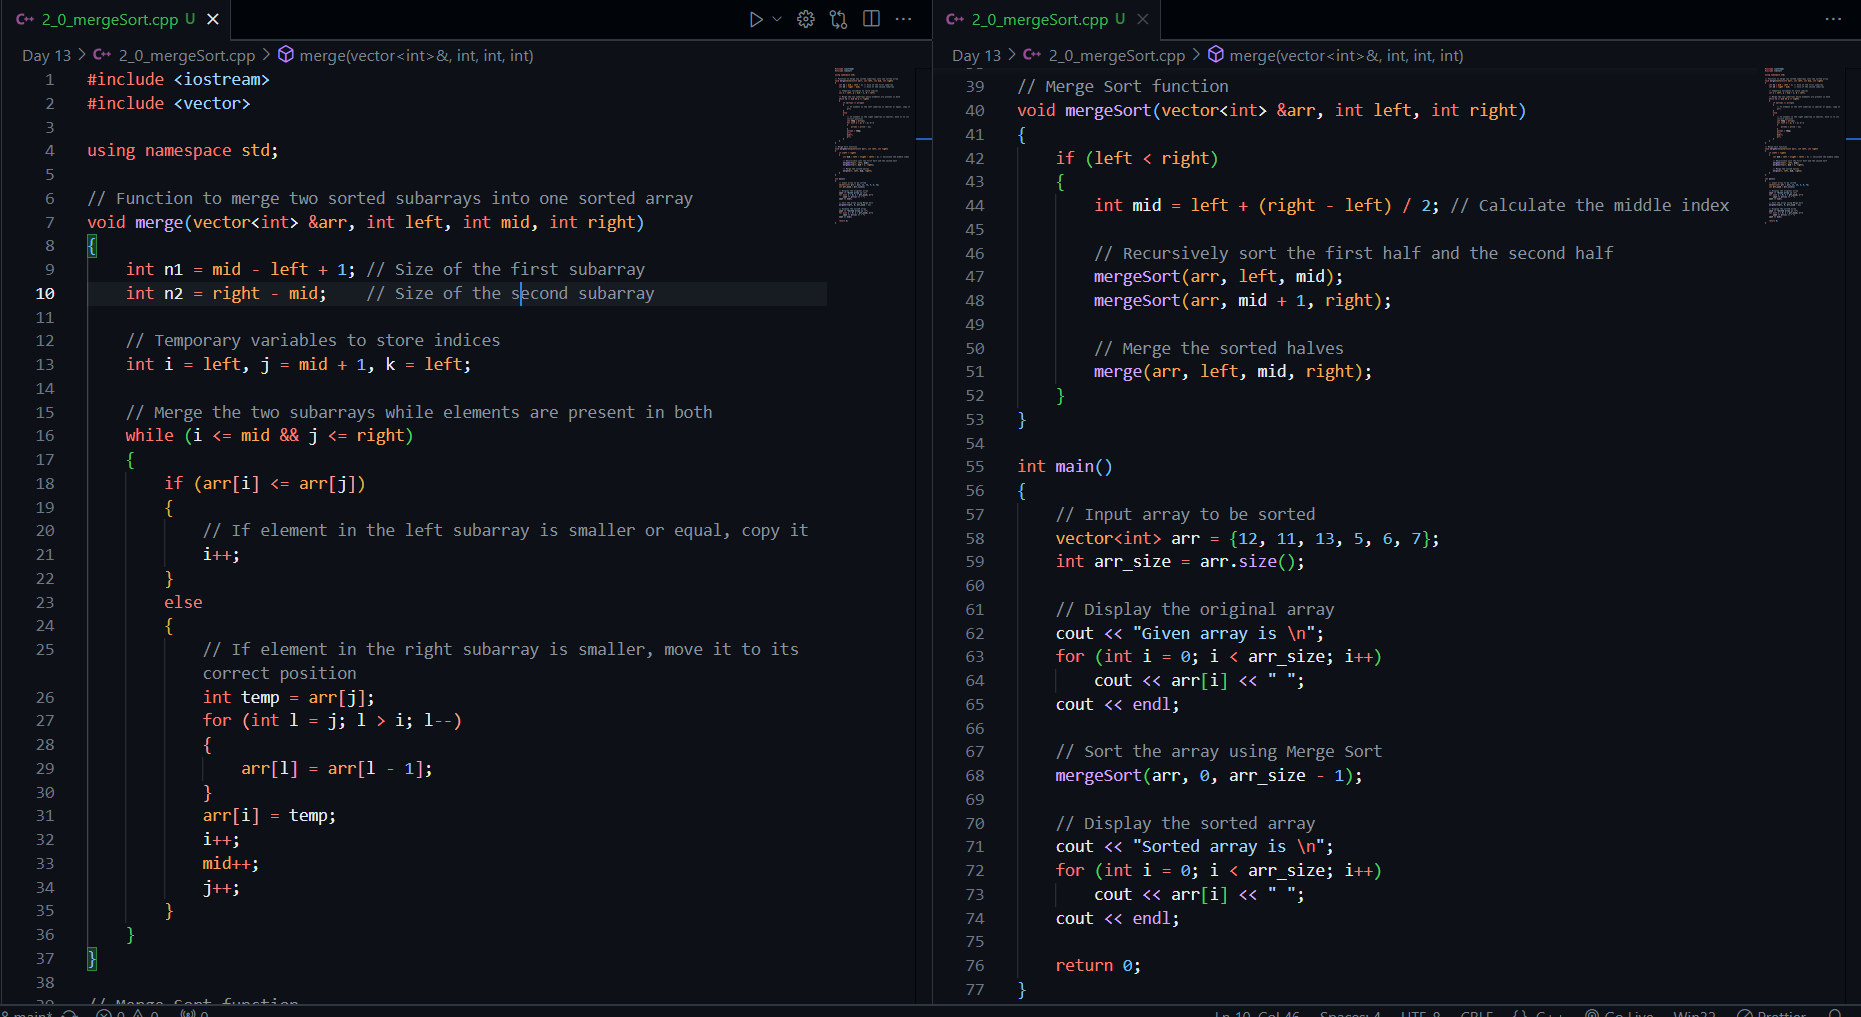 C++ 2_0_mergeSort.cpp U
Day 13 > C++ 2_0_mergeSort.cpp > merge(vector<int>&, int, int, int)
1 #include <iostream>
2 #include <vector>
3
4 using namespace std;
5
6 // Function to merge two sorted subarrays into one sorted array
7 void merge(vector<int> &arr, int left, int mid, int right)
8 {
9     int n1 = mid - left + 1; // Size of the first subarray
10     int n2 = right - mid;    // Size of the second subarray
11
12     // Temporary variables to store indices
13     int i = left, j = mid + 1, k = left;
14
15     // Merge the two subarrays while elements are present in both
16     while (i <= mid && j <= right)
17     {
18         if (arr[i] <= arr[j])
19         {
20             // If element in the left subarray is smaller or equal, copy it
21             i++;
22         }
23         else
24         {
25             // If element in the right subarray is smaller, move it to its
            correct position
26             int temp = arr[j];
27             for (int l = j; l > i; l--)
28             {
29                 arr[l] = arr[l - 1];
30             }
31             arr[i] = temp;
32             i++;
33             mid++;
34             j++;
35         }
36     }
37 }
38
39 // Merge Sort function
C++ 2_0_mergeSort.cpp U
Day 13 > C++ 2_0_mergeSort.cpp > merge(vector<int>&, int, int, int)
39 // Merge Sort function
40 void mergeSort(vector<int> &arr, int left, int right)
41 {
42     if (left < right)
43     {
44         int mid = left + (right - left) / 2; // Calculate the middle index
45
46         // Recursively sort the first half and the second half
47         mergeSort(arr, left, mid);
48         mergeSort(arr, mid + 1, right);
49
50         // Merge the sorted halves
51         merge(arr, left, mid, right);
52     }
53 }
54
55 int main()
56 {
57     // Input array to be sorted
58     vector<int> arr = {12, 11, 13, 5, 6, 7};
59     int arr_size = arr.size();
60
61     // Display the original array
62     cout << "Given array is \n";
63     for (int i = 0; i < arr_size; i++)
64         cout << arr[i] << " ";
65     cout << endl;
66
67     // Sort the array using Merge Sort
68     mergeSort(arr, 0, arr_size - 1);
69
70     // Display the sorted array
71     cout << "Sorted array is \n";
72     for (int i = 0; i < arr_size; i++)
73         cout << arr[i] << " ";
74     cout << endl;
75
76     return 0;
77 }
main* 0 0 0 Ln 10, Col 46 Spaces: 4 UTF-8 CRLF {} C++ Go Live Win32 Prettier